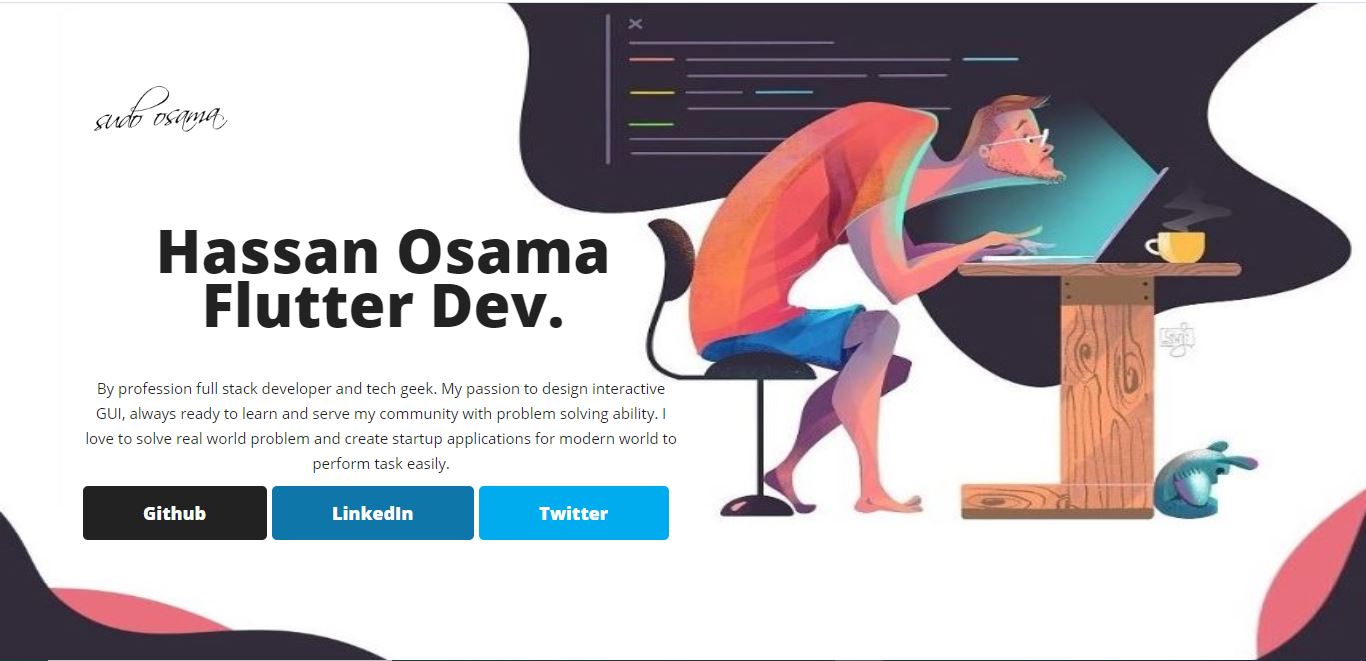 sudo osama
Hassan Osama
Flutter Dev.
By profession full stack developer and tech geek. My passion to design interactive
GUI, always ready to learn and serve my community with problem solving ability. I
love to solve real world problem and create startup applications for modern world to
perform task easily.
Github LinkedIn Twitter